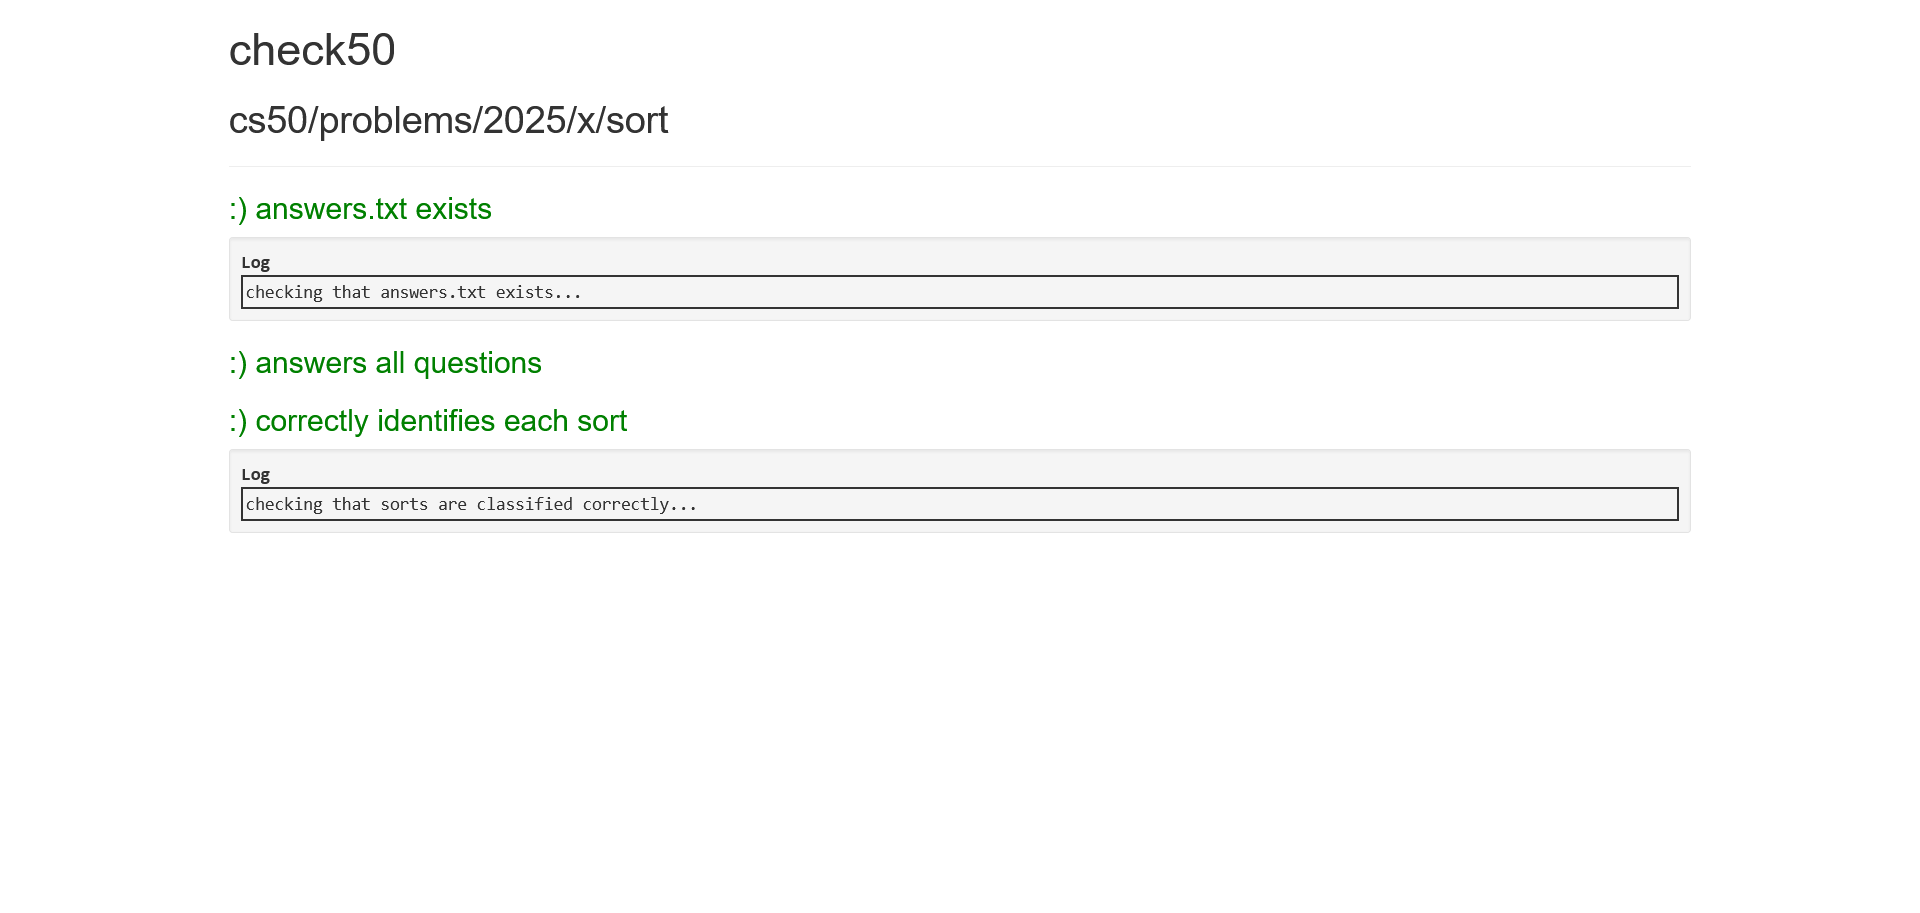 check50
cs50/problems/2025/x/sort
:) answers.txt exists
Log
checking that answers.txt exists...
:) answers all questions
:) correctly identifies each sort
Log
checking that sorts are classified correctly...